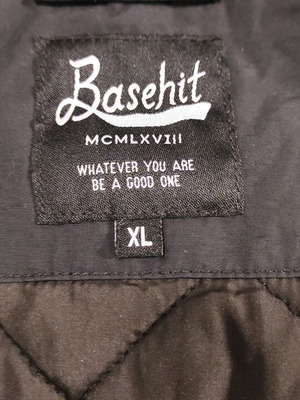 Basehit
MCMLXVIII
WHATEVER YOU ARE
BE A GOOD ONE
XL